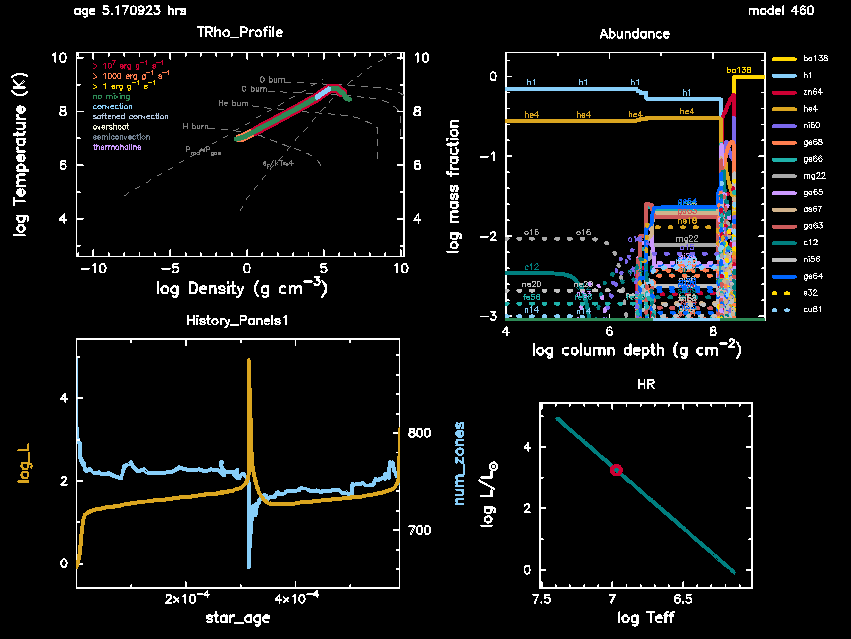 age 5.170923 hrs
model 460
TRho_Profile
> 10⁷ erg g⁻¹ s⁻¹
> 1000 erg g⁻¹ s⁻¹
> 1 erg g⁻¹ s⁻¹
no mixing
convection
softened convection
overshoot
semiconvection
thermohaline
O burn
C burn
He burn
H burn
log Temperature (K)
10
8
6
4
10
8
6
4
−10
−5
0
5
10
log Density (g cm⁻³)
Abundance
ba138
h1
h1
h1
h1
he4
he4
he4
he4
o16
o16
c12
ne20
ne20
fe56
n14
n14
mg22
log mass fraction
0
−1
−2
−3
4
6
8
log column depth (g cm⁻²)
ba138
h1
zn64
he4
ni60
ge68
ge66
mg22
ge65
as67
ga63
c12
ni56
ge64
s32
cu61
History_Panels1
log_L
4
2
0
800
700
num_zones
2×10⁻⁴
4×10⁻⁴
star_age
HR
log L/L⊙
4
2
0
7.5
7
6.5
log Teff